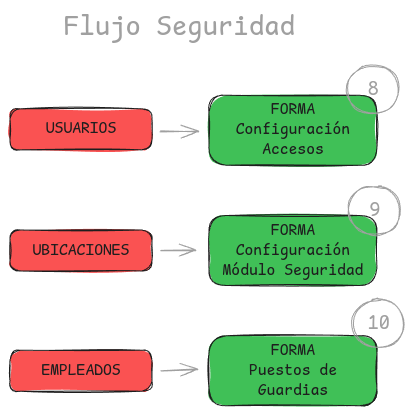 Flujo Seguridad
8
USUARIOS
FORMA
Configuración
Accesos
9
UBICACIONES
FORMA
Configuración
Módulo Seguridad
10
EMPLEADOS
FORMA
Puestos de
Guardias